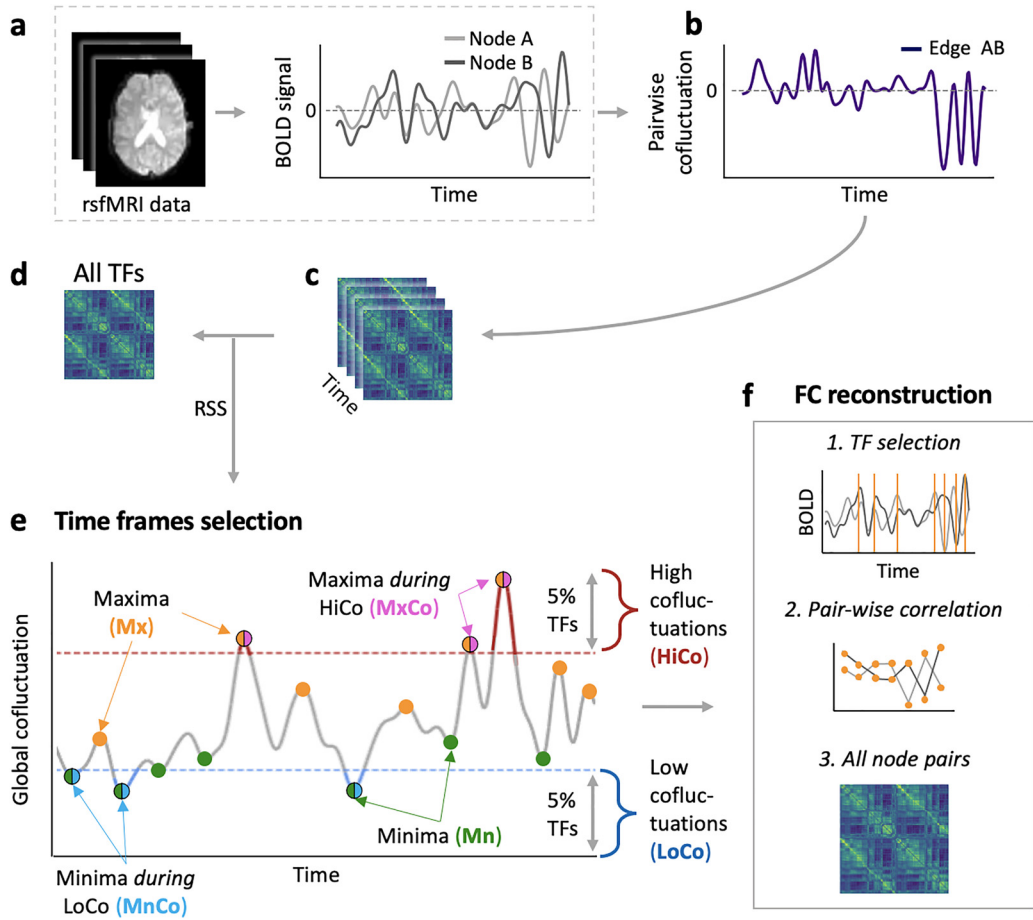 a
rsfMRI data
BOLD signal
0
Node A
Node B
Time
b
Pairwise
cofluctuation
0
Edge AB
Time
c
Time
d
All TFs
RSS
e Time frames selection
Global cofluctuation
Maxima
(Mx)
Maxima during
HiCo (MxCo)
5%
TFs
High
cofluc-
tuations
(HiCo)
Minima (Mn)
5%
TFs
Low
cofluc-
tuations
(LoCo)
Minima during
LoCo (MnCo)
Time
f FC reconstruction
1. TF selection
BOLD
Time
2. Pair-wise correlation
3. All node pairs